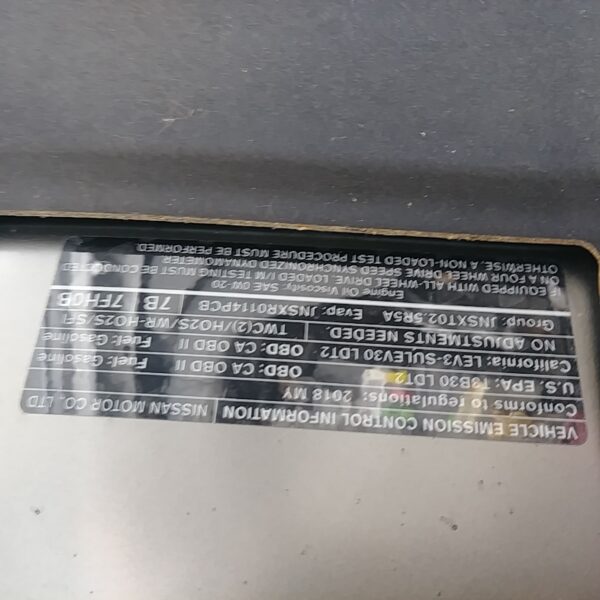 VEHICLE EMISSION CONTROL INFORMATION NISSAN MOTOR CO., LTD
Conforms to regulations: 2018 MY
U.S. EPA: T3B30 LDT2 OBD: CA OBD II Fuel: Gasoline
California: LEV3-SULEV30 LDT2 OBD: CA OBD II Fuel: Gasoline
NO ADJUSTMENTS NEEDED. TWC(2)/HO2S/WR-HO2S/SFI
Group: JNSXT02.5R5A Evap: JNSXR0114PCB 7B 7FH0B
Engine Oil Viscosity: SAE 0W 20
IF EQUIPPED WITH ALL WHEEL DRIVE, LOADED I/M TESTING MUST BE CONDUCTED
ON A FOUR WHEEL DRIVE SPEED SYNCHRONIZED DYNAMOMETER.
OTHERWISE, A NON-LOADED TEST PROCEDURE MUST BE PERFORMED.